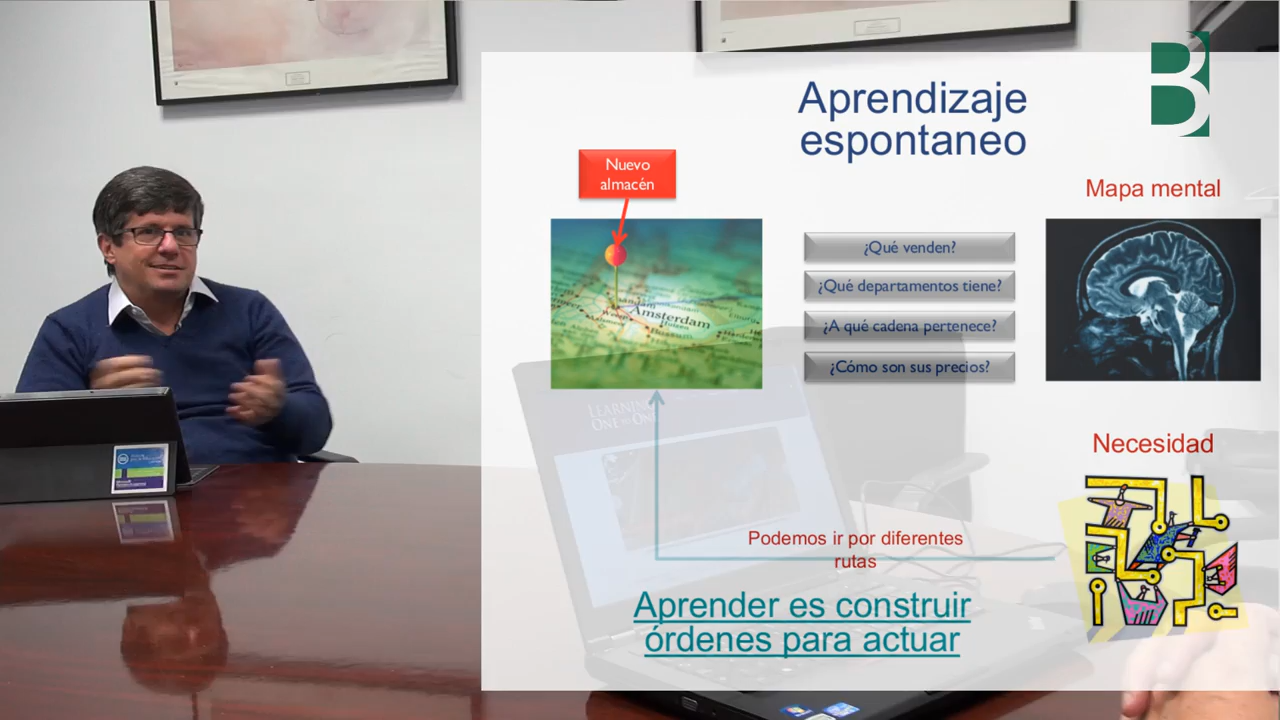 Aprendizaje
espontaneo
B
Nuevo
almacén
Mapa mental
¿Qué venden?
¿Qué departamentos tiene?
¿A qué cadena pertenece?
¿Cómo son sus precios?
Amsterdam
LEARNING
ONE TO ONE
Necesidad
Podemos ir por diferentes
rutas
Aprender es construir
órdenes para actuar